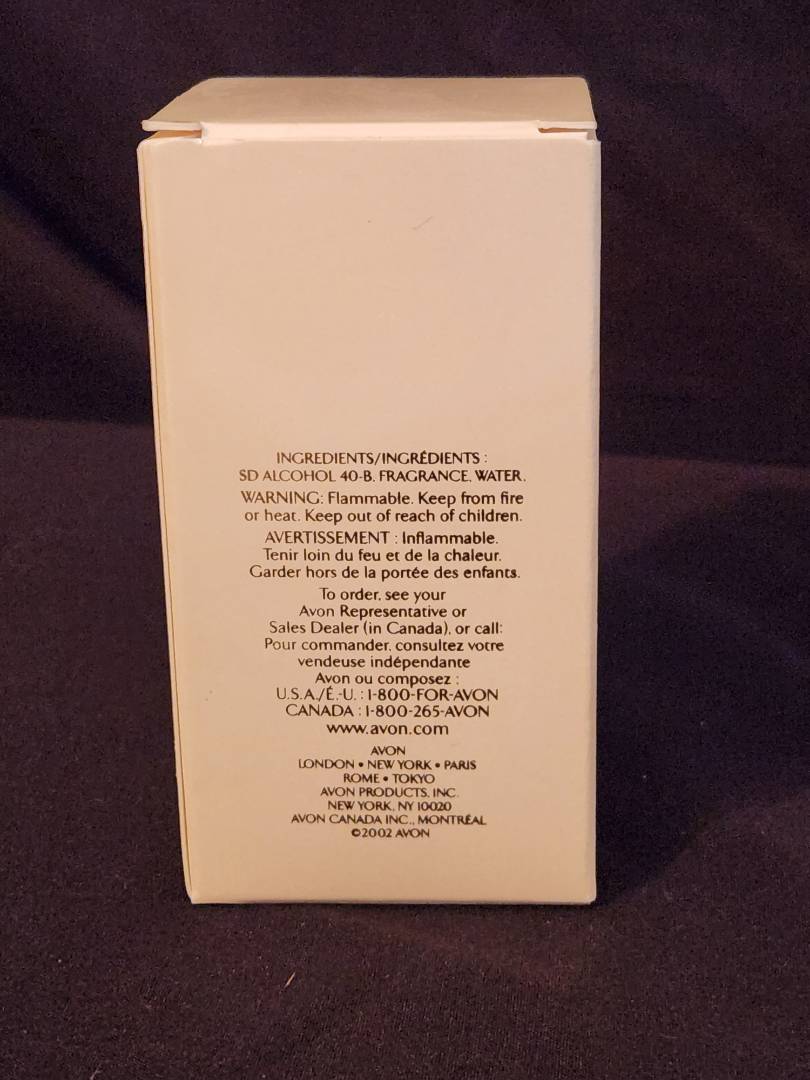 INGREDIENTS/INGRÉDIENTS :
SD ALCOHOL 40-B, FRAGRANCE, WATER.
WARNING: Flammable. Keep from fire
or heat. Keep out of reach of children.
AVERTISSEMENT : Inflammable.
Tenir loin du feu et de la chaleur.
Garder hors de la portée des enfants.
To order, see your
Avon Representative or
Sales Dealer (in Canada), or call:
Pour commander, consultez votre
vendeuse indépendante
Avon ou composez :
U.S.A./É.-U. : 1-800-FOR-AVON
CANADA : 1-800-265-AVON
www.avon.com
AVON
LONDON • NEW YORK • PARIS
ROME • TOKYO
AVON PRODUCTS, INC.
NEW YORK, NY 10020
AVON CANADA INC., MONTRÉAL
©2002 AVON